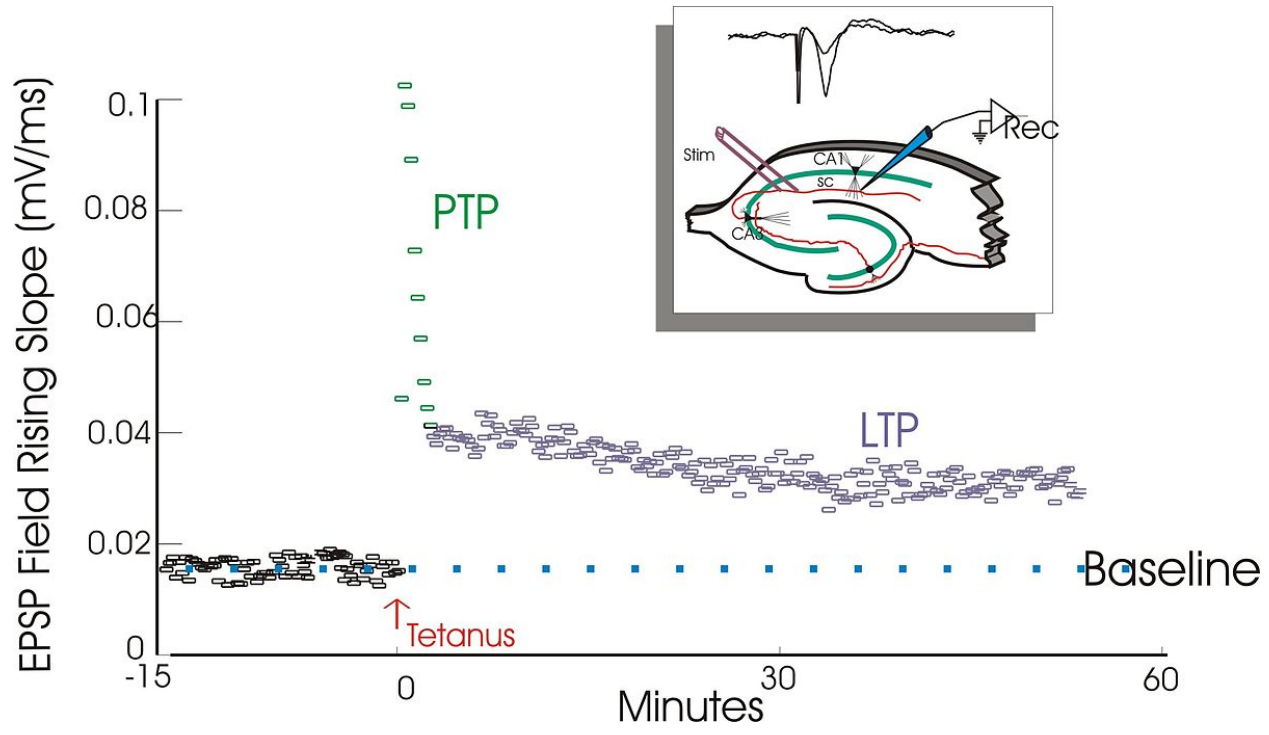 EPSP Field Rising Slope (mV/ms)
0.1
0.08
0.06
0.04
0.02
0
-15
0
30
60
Minutes
PTP
LTP
Baseline
Tetanus
Stim
Rec
CA1
sc
CA3